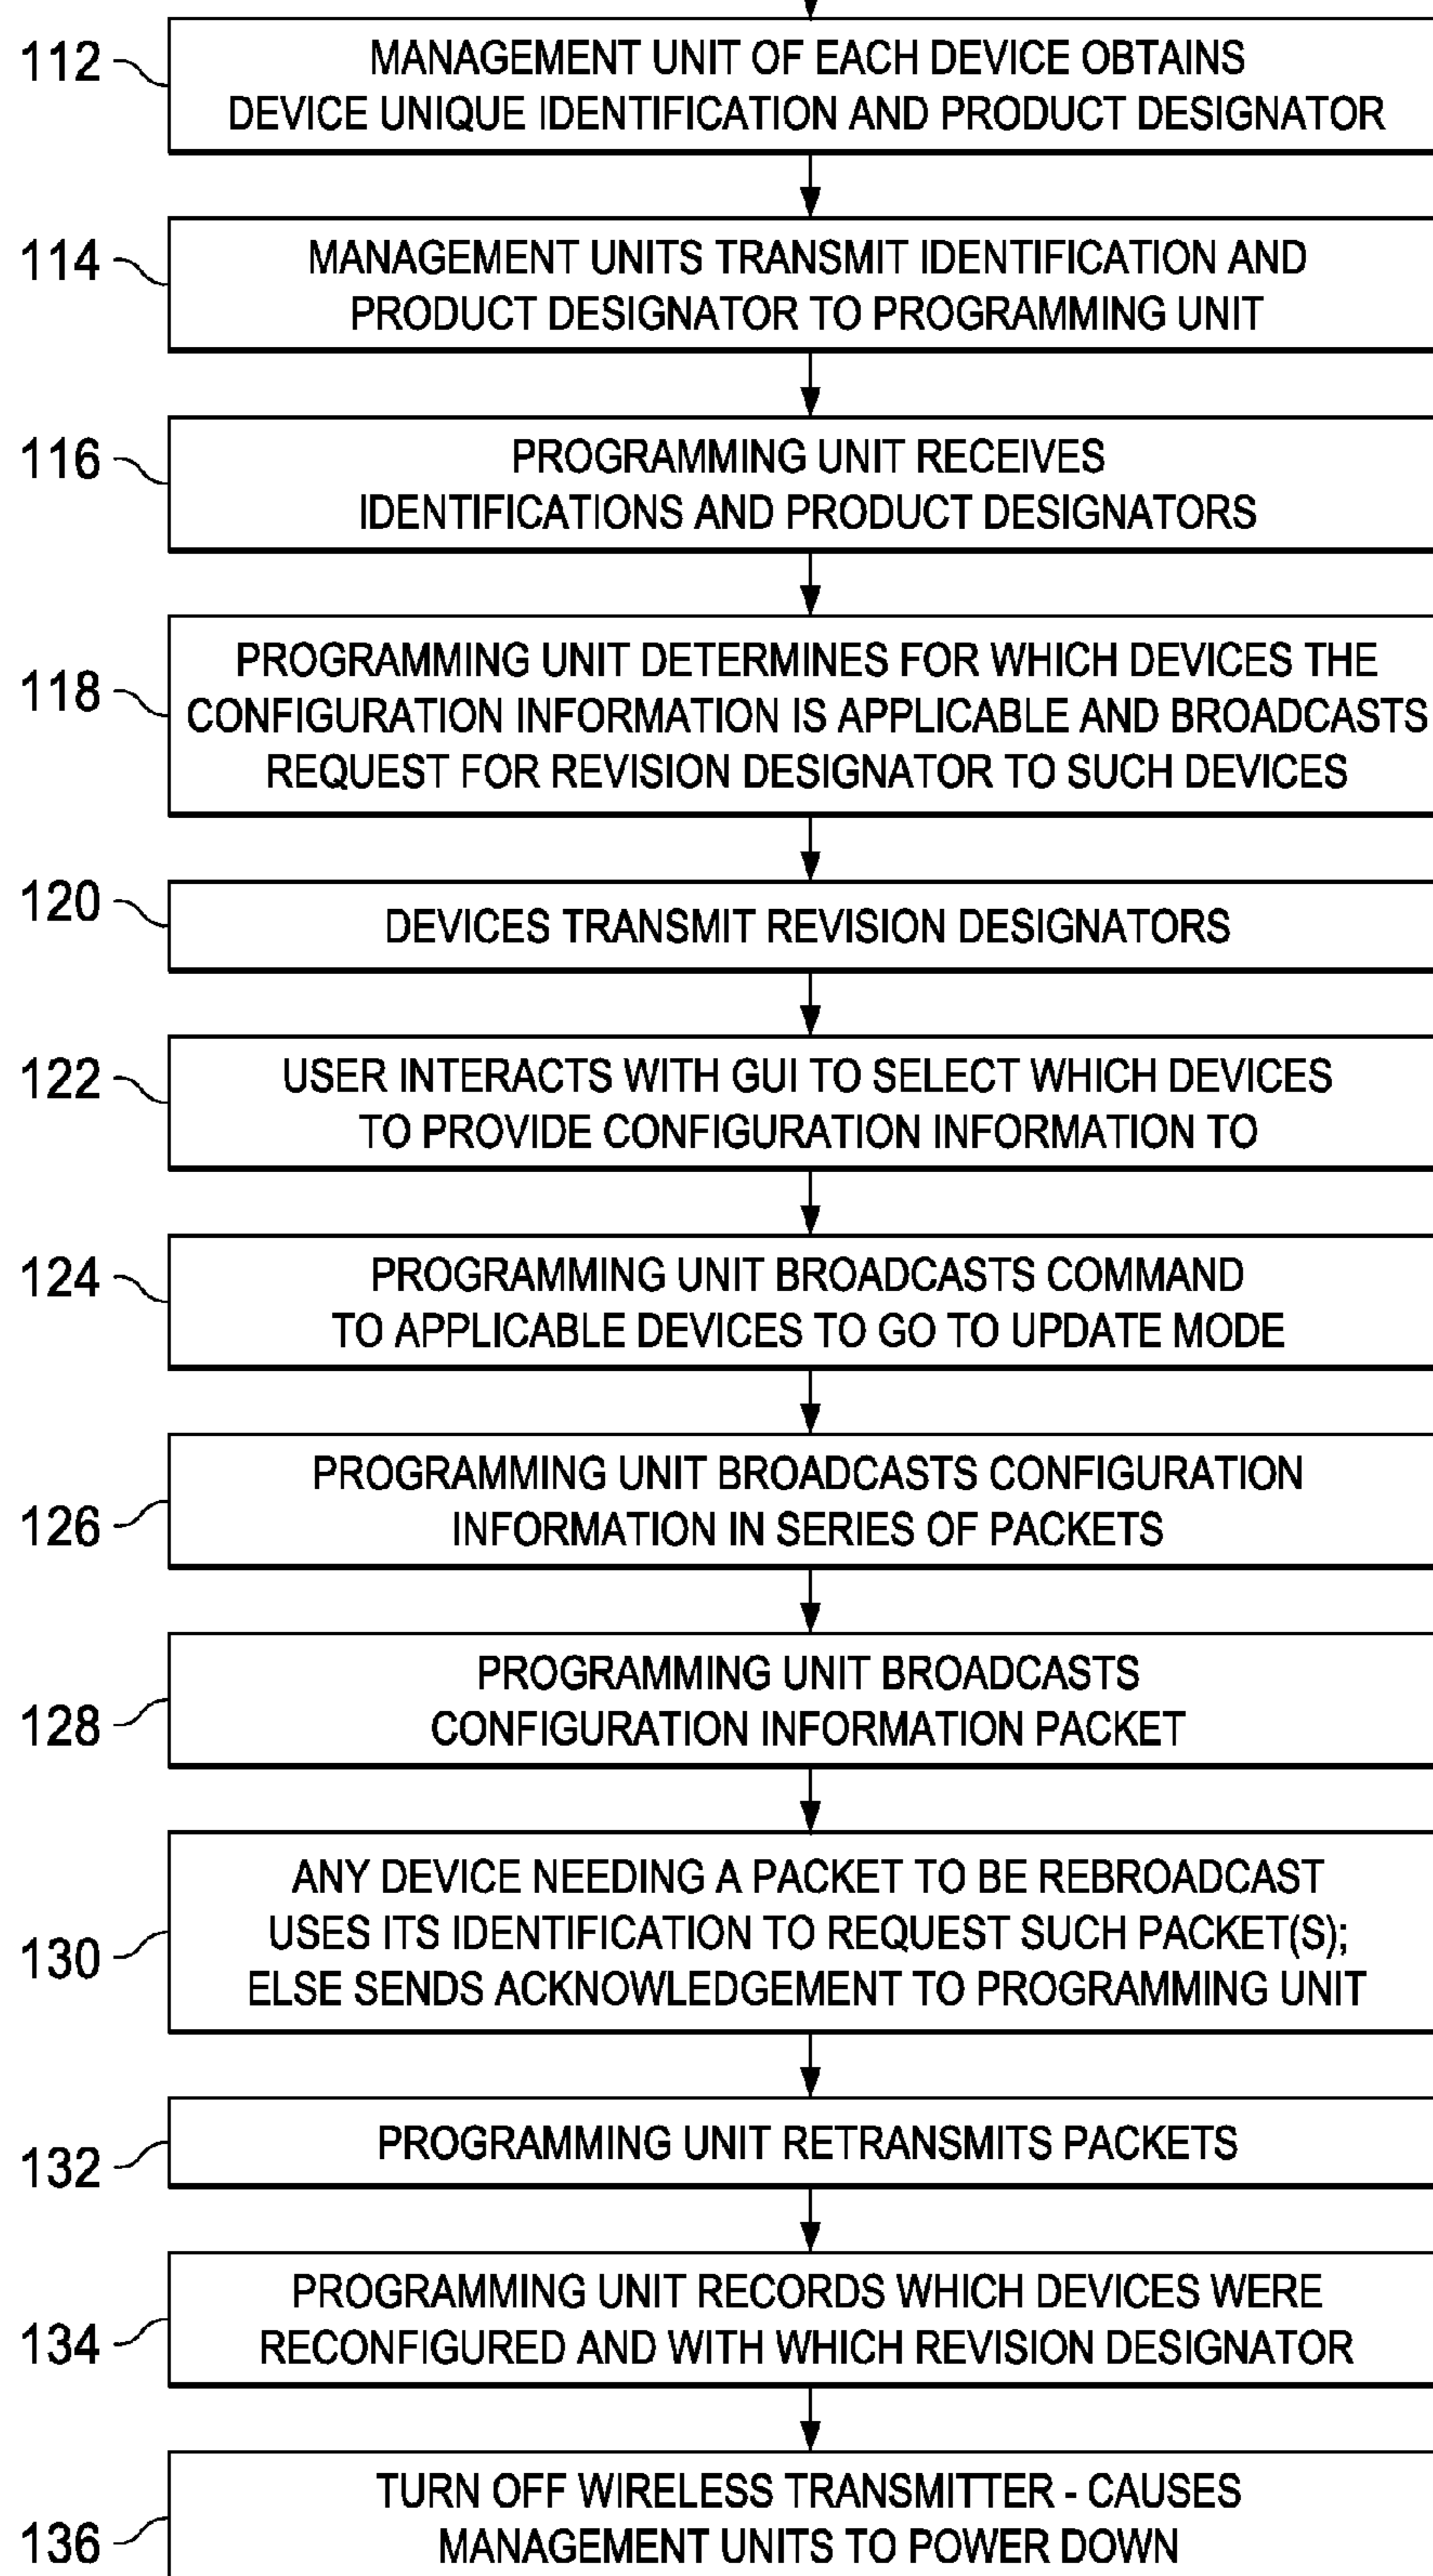 112
MANAGEMENT UNIT OF EACH DEVICE OBTAINS
DEVICE UNIQUE IDENTIFICATION AND PRODUCT DESIGNATOR
114
MANAGEMENT UNITS TRANSMIT IDENTIFICATION AND
PRODUCT DESIGNATOR TO PROGRAMMING UNIT
116
PROGRAMMING UNIT RECEIVES
IDENTIFICATIONS AND PRODUCT DESIGNATORS
118
PROGRAMMING UNIT DETERMINES FOR WHICH DEVICES THE
CONFIGURATION INFORMATION IS APPLICABLE AND BROADCASTS
REQUEST FOR REVISION DESIGNATOR TO SUCH DEVICES
120
DEVICES TRANSMIT REVISION DESIGNATORS
122
USER INTERACTS WITH GUI TO SELECT WHICH DEVICES
TO PROVIDE CONFIGURATION INFORMATION TO
124
PROGRAMMING UNIT BROADCASTS COMMAND
TO APPLICABLE DEVICES TO GO TO UPDATE MODE
126
PROGRAMMING UNIT BROADCASTS CONFIGURATION
INFORMATION IN SERIES OF PACKETS
128
PROGRAMMING UNIT BROADCASTS
CONFIGURATION INFORMATION PACKET
130
ANY DEVICE NEEDING A PACKET TO BE REBROADCAST
USES ITS IDENTIFICATION TO REQUEST SUCH PACKET(S);
ELSE SENDS ACKNOWLEDGEMENT TO PROGRAMMING UNIT
132
PROGRAMMING UNIT RETRANSMITS PACKETS
134
PROGRAMMING UNIT RECORDS WHICH DEVICES WERE
RECONFIGURED AND WITH WHICH REVISION DESIGNATOR
136
TURN OFF WIRELESS TRANSMITTER - CAUSES
MANAGEMENT UNITS TO POWER DOWN